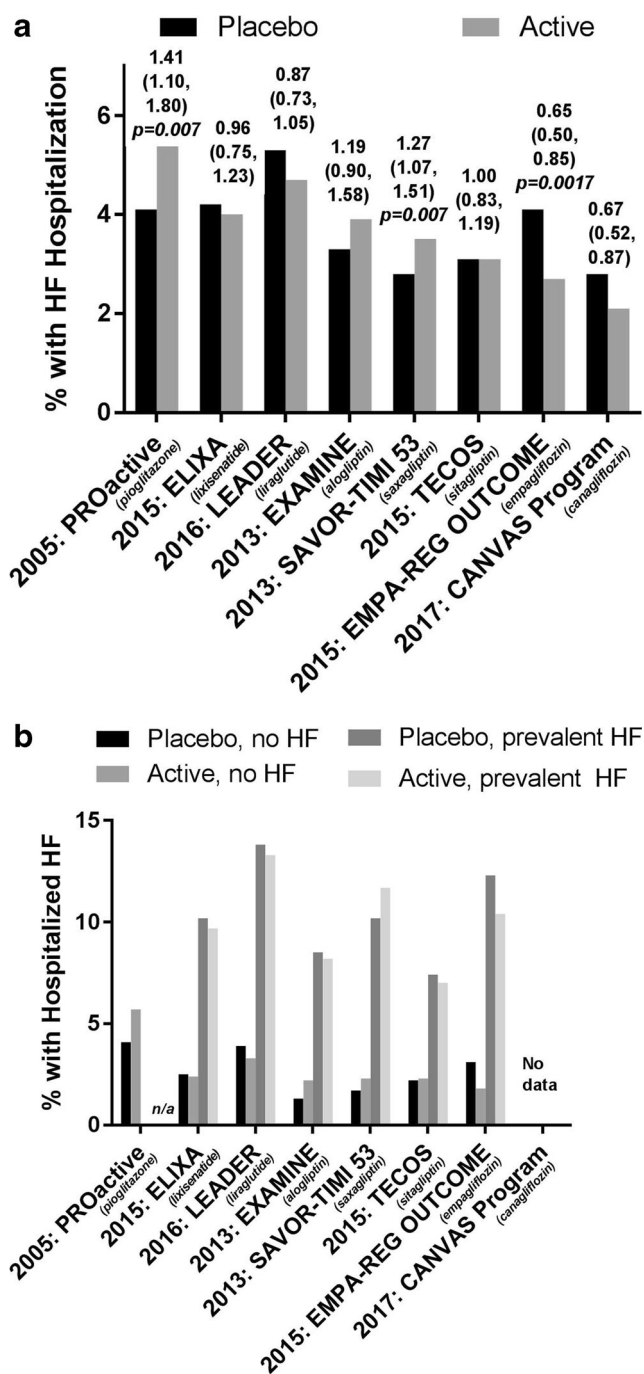 a
Placebo
Active
% with HF Hospitalization
6
4
2
0
1.41
(1.10,
1.80)
p=0.007
0.96
(0.75,
1.23)
0.87
(0.73,
1.05)
1.19
(0.90,
1.58)
1.27
(1.07,
1.51)
p=0.007
1.00
(0.83,
1.19)
0.65
(0.50,
0.85)
p=0.0017
0.67
(0.52,
0.87)
2005: PROactive
(pioglitazone)
2015: ELIXA
(lixisenatide)
2016: LEADER
(liraglutide)
2013: EXAMINE
(alogliptin)
2013: SAVOR-TIMI 53
(saxagliptin)
2015: TECOS
(sitagliptin)
2015: EMPA-REG OUTCOME
(empagliflozin)
2017: CANVAS Program
(canagliflozin)
b
Placebo, no HF
Placebo, prevalent HF
Active, no HF
Active, prevalent HF
% with Hospitalized HF
15
10
5
0
n/a
No
data
2005: PROactive
(pioglitazone)
2015: ELIXA
(lixisenatide)
2016: LEADER
(liraglutide)
2013: EXAMINE
(alogliptin)
2013: SAVOR-TIMI 53
(saxagliptin)
2015: TECOS
(sitagliptin)
2015: EMPA-REG OUTCOME
(empagliflozin)
2017: CANVAS Program
(canagliflozin)